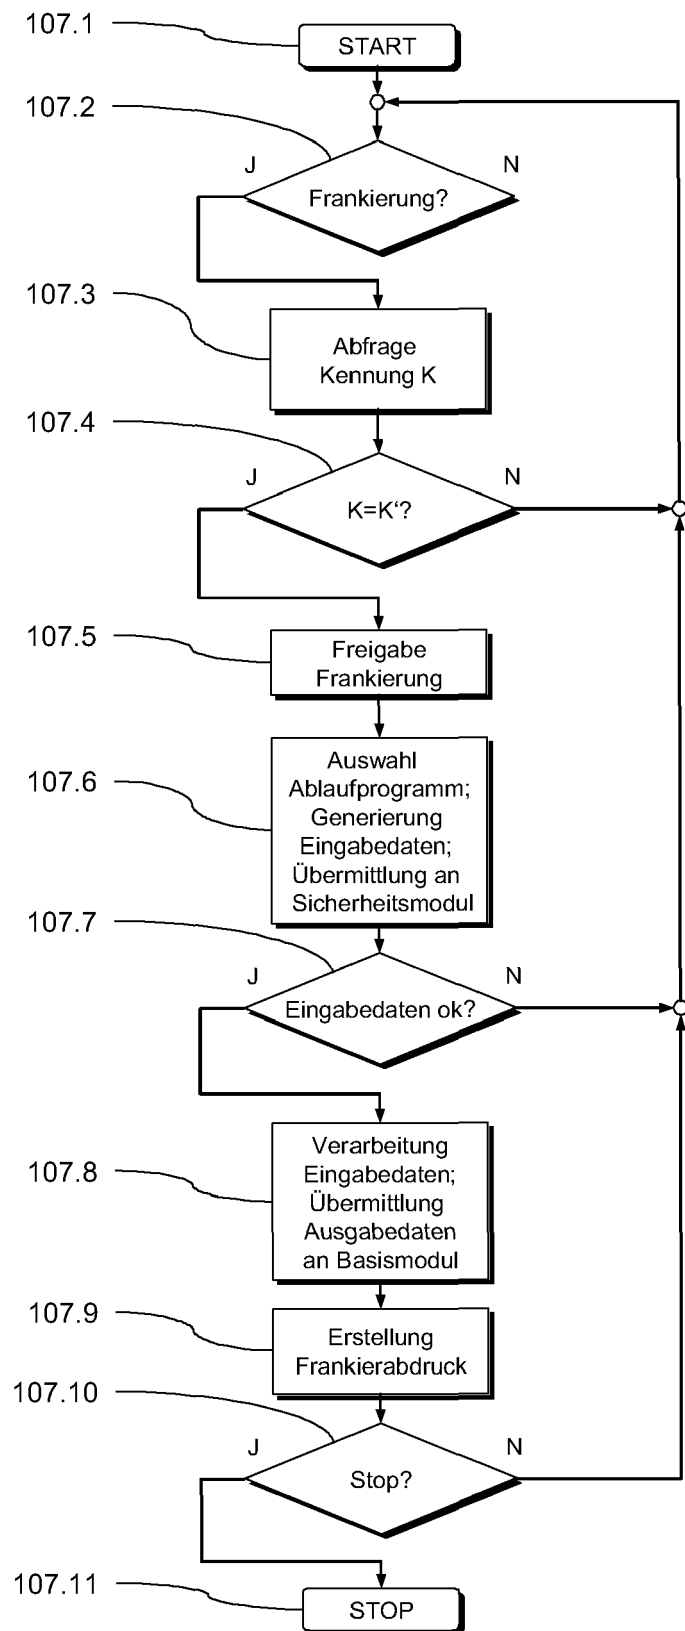 107.1
START
107.2
J
N
Frankierung?
107.3
Abfrage
Kennung K
107.4
J
N
K=K‘?
107.5
Freigabe
Frankierung
107.6
Auswahl
Ablaufprogramm;
Generierung
Eingabedaten;
Übermittlung an
Sicherheitsmodul
107.7
J
N
Eingabedaten ok?
107.8
Verarbeitung
Eingabedaten;
Übermittlung
Ausgabedaten
an Basismodul
107.9
Erstellung
Frankierabdruck
107.10
J
N
Stop?
107.11
STOP